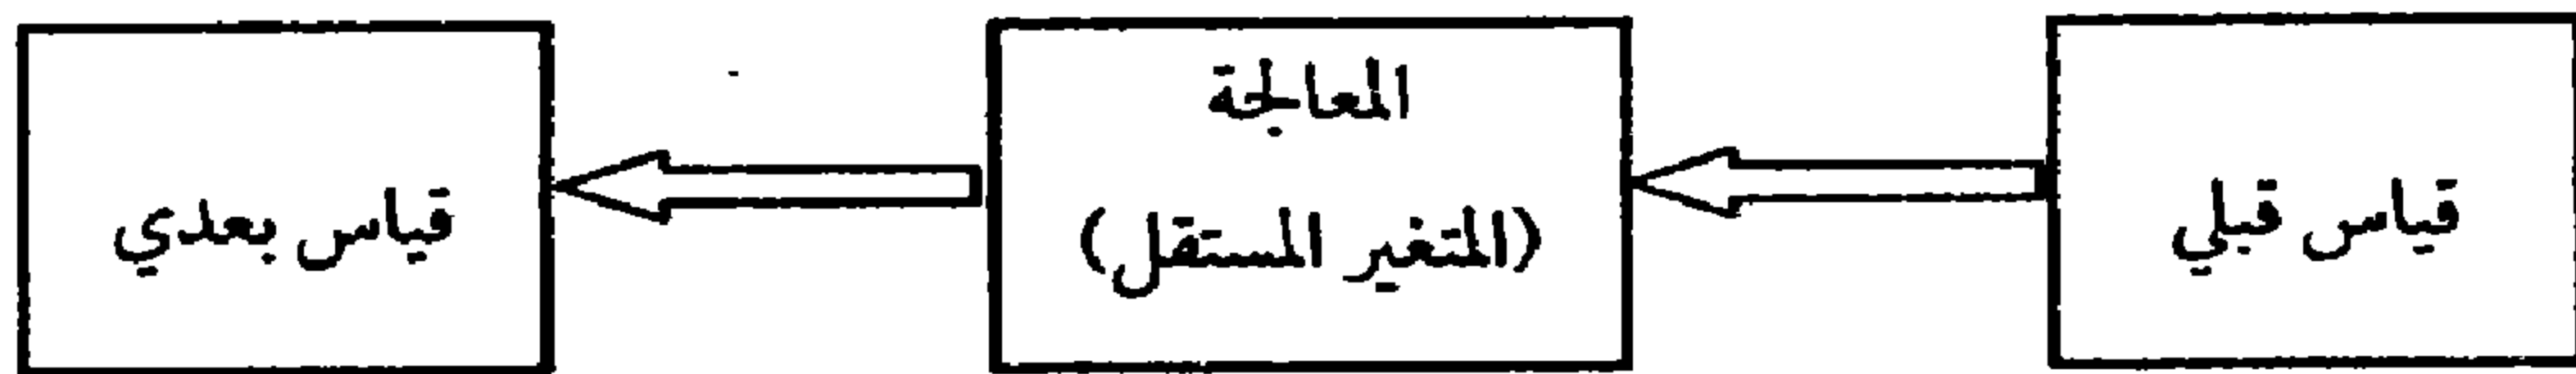 قياس قبلي
المعالجة
(المتغير المستقل)
قياس بعدي